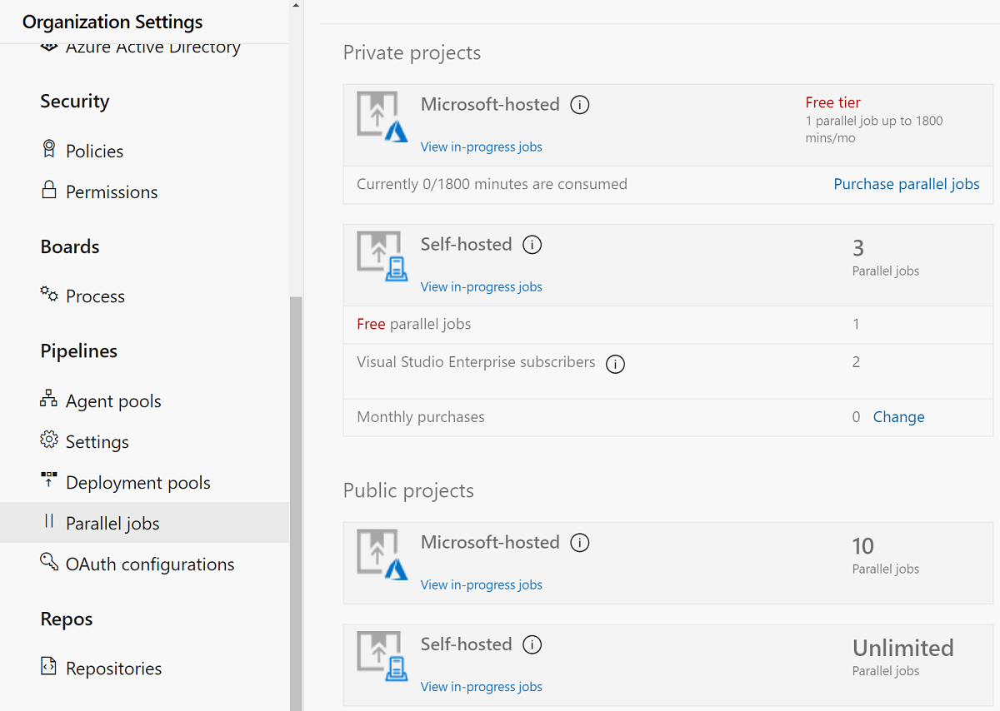 Organization Settings
Azure Active Directory
Security
Policies
Permissions
Boards
Process
Pipelines
Agent pools
Settings
Deployment pools
Parallel jobs
OAuth configurations
Repos
Repositories
Private projects
Microsoft-hosted
View in-progress jobs
Free tier
1 parallel job up to 1800
mins/mo
Currently 0/1800 minutes are consumed
Purchase parallel jobs
Self-hosted
View in-progress jobs
3
Parallel jobs
Free parallel jobs 1
Visual Studio Enterprise subscribers 2
Monthly purchases 0 Change
Public projects
Microsoft-hosted
View in-progress jobs
10
Parallel jobs
Self-hosted
View in-progress jobs
Unlimited
Parallel jobs